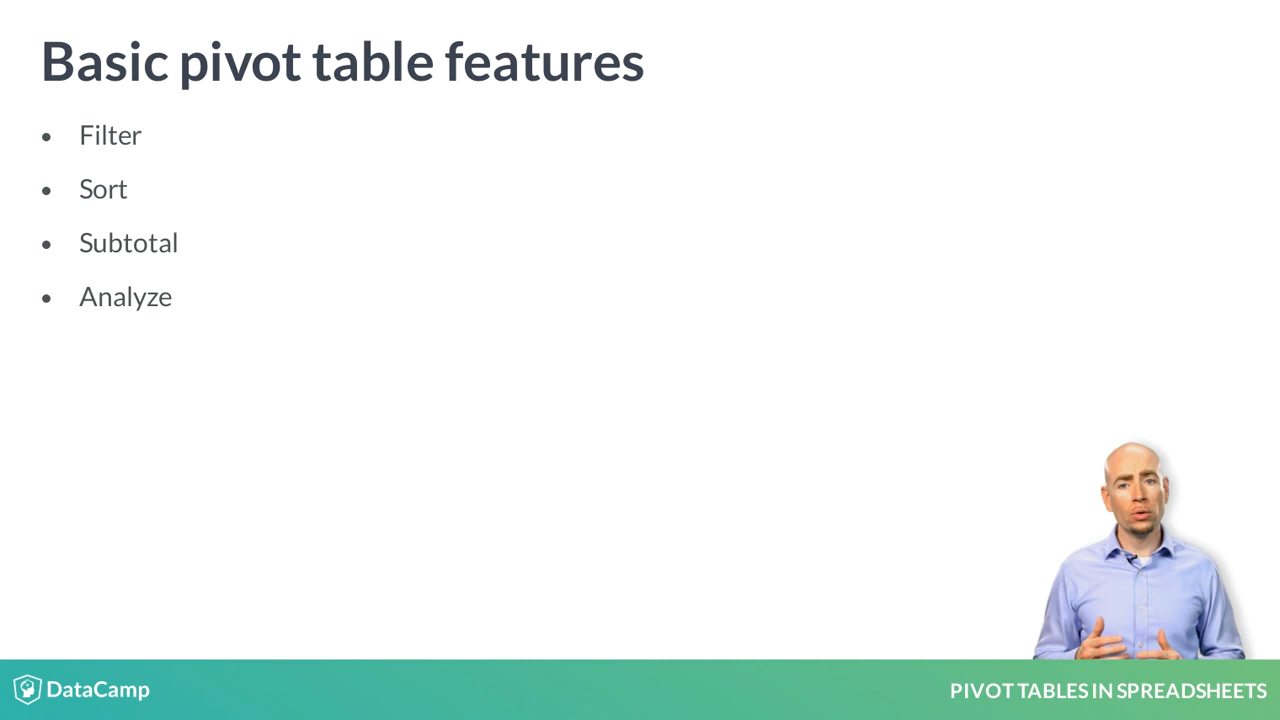 Basic pivot table features
• Filter
• Sort
• Subtotal
• Analyze
DataCamp
PIVOT TABLES IN SPREADSHEETS